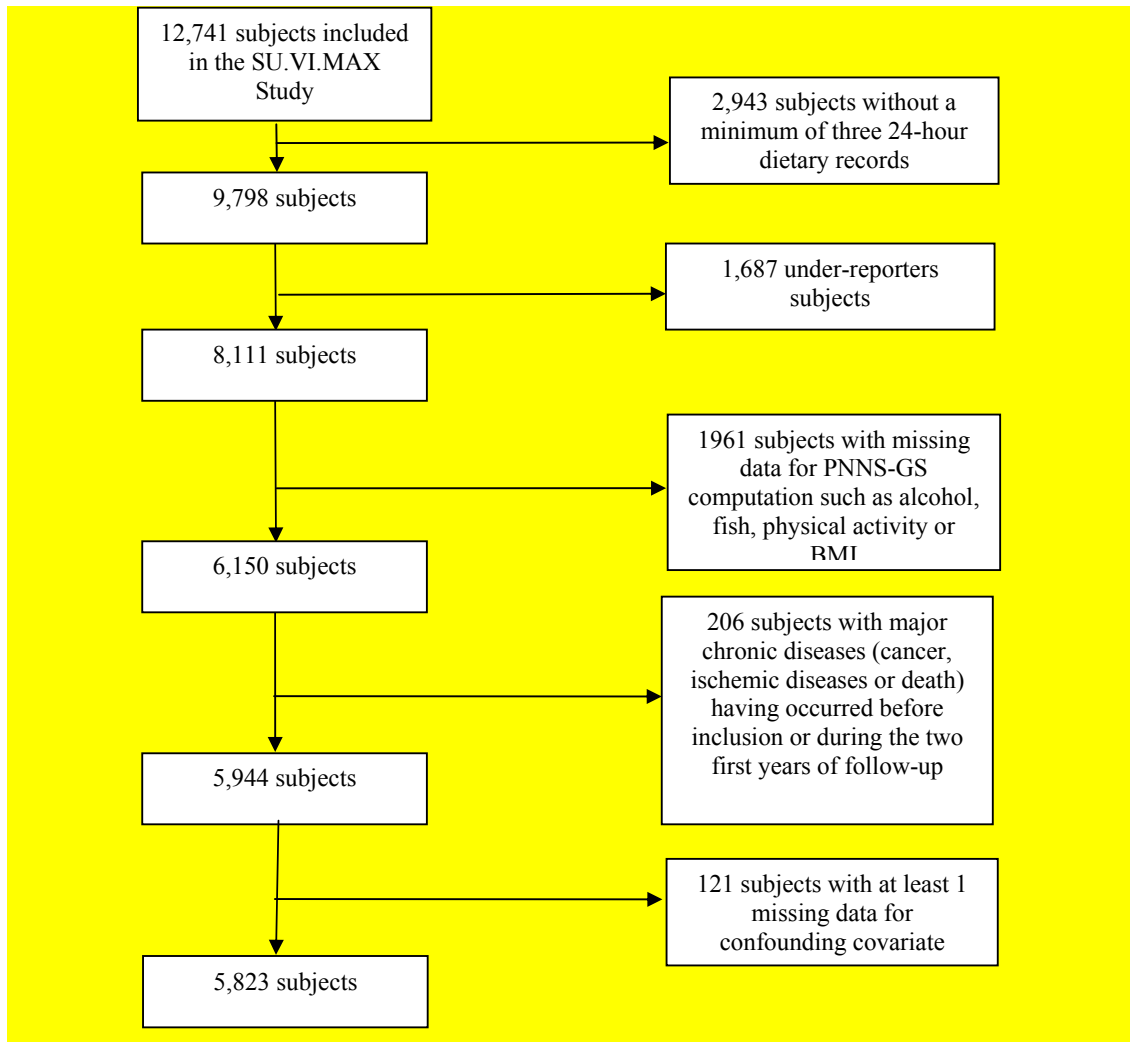 12,741 subjects included
in the SU.VI.MAX
Study
2,943 subjects without a
minimum of three 24-hour
dietary records
9,798 subjects
1,687 under-reporters
subjects
8,111 subjects
1961 subjects with missing
data for PNNS-GS
computation such as alcohol,
fish, physical activity or
BMI
6,150 subjects
206 subjects with major
chronic diseases (cancer,
ischemic diseases or death)
having occurred before
inclusion or during the two
first years of follow-up
5,944 subjects
121 subjects with at least 1
missing data for
confounding covariate
5,823 subjects